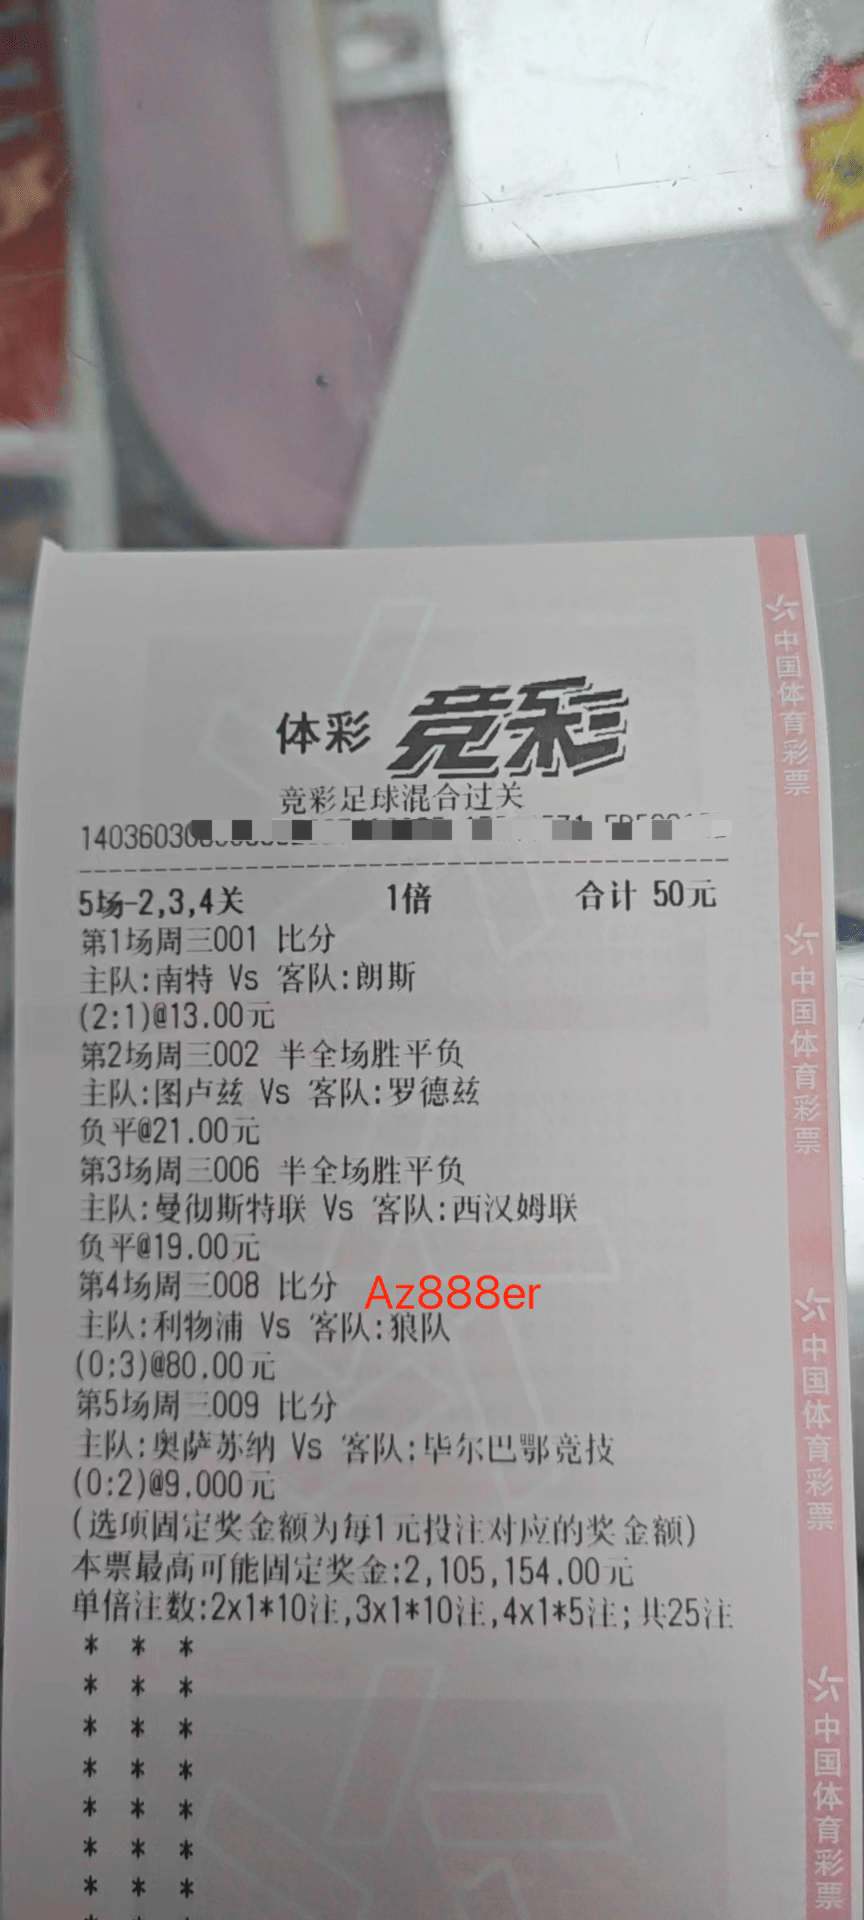 体彩 竞彩
竞彩足球混合过关
14036030
5场-2,3,4关 1倍 合计 50元
第1场周三001 比分
主队:南特 Vs 客队:朗斯
(2:1)@13.00元
第2场周三002 半全场胜平负
主队:图卢兹 Vs 客队:罗德兹
负平@21.00元
第3场周三006 半全场胜平负
主队:曼彻斯特联 Vs 客队:西汉姆联
负平@19.00元
第4场周三008 比分
Az888er
主队:利物浦 Vs 客队:狼队
(0:3)@80.00元
第5场周三009 比分
主队:奥萨苏纳 Vs 客队:毕尔巴鄂竞技
(0:2)@9.000元
(选项固定奖金额为每1元投注对应的奖金额)
本票最高可能固定奖金:2,105,154.00元
单倍注数:2x1*10注,3x1*10注,4x1*5注;共25注
* * *
* * *
* * *
* * *
* * *
* * *
* * *
中国体育彩票
中国体育彩票
中国体育彩票
中国体育彩票